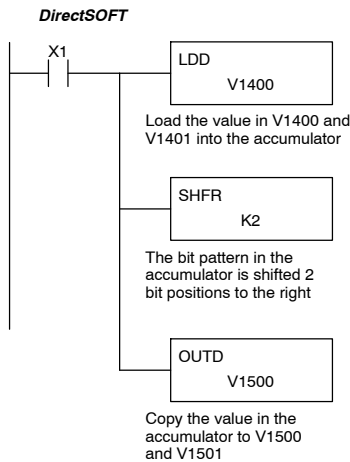 DirectSOFT
X1
LDD
V1400
Load the value in V1400 and
V1401 into the accumulator
SHFR
K2
The bit pattern in the
accumulator is shifted 2
bit positions to the right
OUTD
V1500
Copy the value in the
accumulator to V1500
and V1501